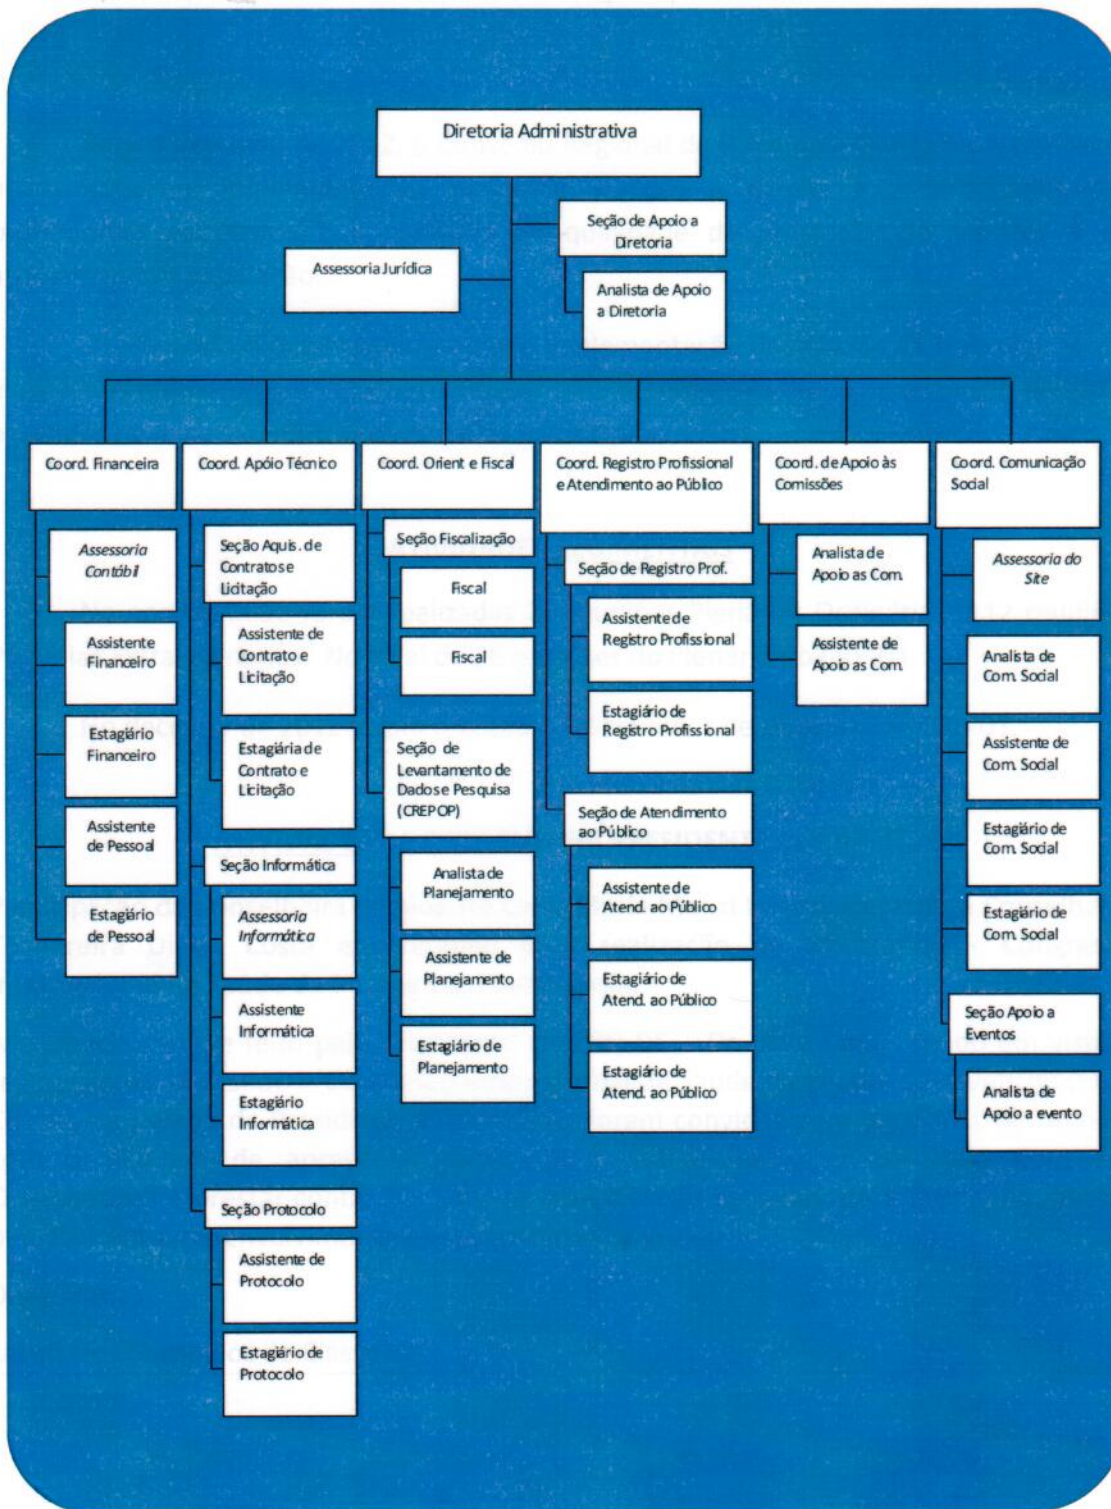 Diretoria Administrativa
Seção de Apoio a
Diretoria
Assessoria Jurídica
Analista de Apoio
a Diretoria
Coord. Financeira
Assessoria
Contábil
Assistente
Financeiro
Estagiário
Financeiro
Assistente
de Pessoal
Estagiário
de Pessoal
Coord. Apóio Técnico
Seção Aquis. de
Contratos e
Licitação
Assistente de
Contrato e
Licitação
Estagiária de
Contrato e
Licitação
Seção Informática
Assessoria
Informática
Assistente
Informática
Estagiário
Informática
Seção Protocolo
Assistente de
Protocolo
Estagiário de
Protocolo
Coord. Orient e Fiscal
Seção Fiscalização
Fiscal
Fiscal
Seção de
Levantamento de
Dados e Pesquisa
(CREPOP)
Analista de
Planejamento
Assistente de
Planejamento
Estagiário de
Planejamento
Coord. Registro Profissional
e Atendimento ao Público
Seção de Registro Prof.
Assistente de
Registro Profissional
Estagiário de
Registro Profissional
Seção de Atendimento
ao Público
Assistente de
Atend. ao Público
Estagiário de
Atend. ao Público
Estagiário de
Atend. ao Público
Coord. de Apoio às
Comissões
Analista de
Apoio as Com.
Assistente de
Apoio as Com.
Coord. Comunicação
Social
Assessoria do
Site
Analista de
Com. Social
Assistente de
Com. Social
Estagiário de
Com. Social
Estagiário de
Com. Social
Seção Apoio a
Eventos
Analista de
Apoio a evento